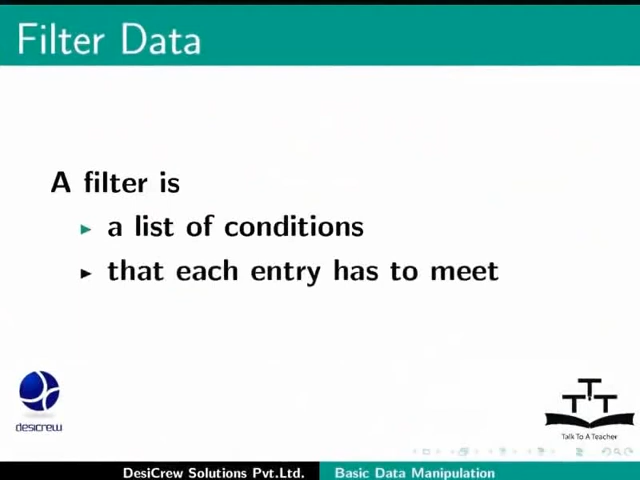 Filter Data
A filter is
a list of conditions
that each entry has to meet
desicrew
TTT
Talk To A Teacher
DesiCrew Solutions Pvt.Ltd.
Basic Data Manipulation